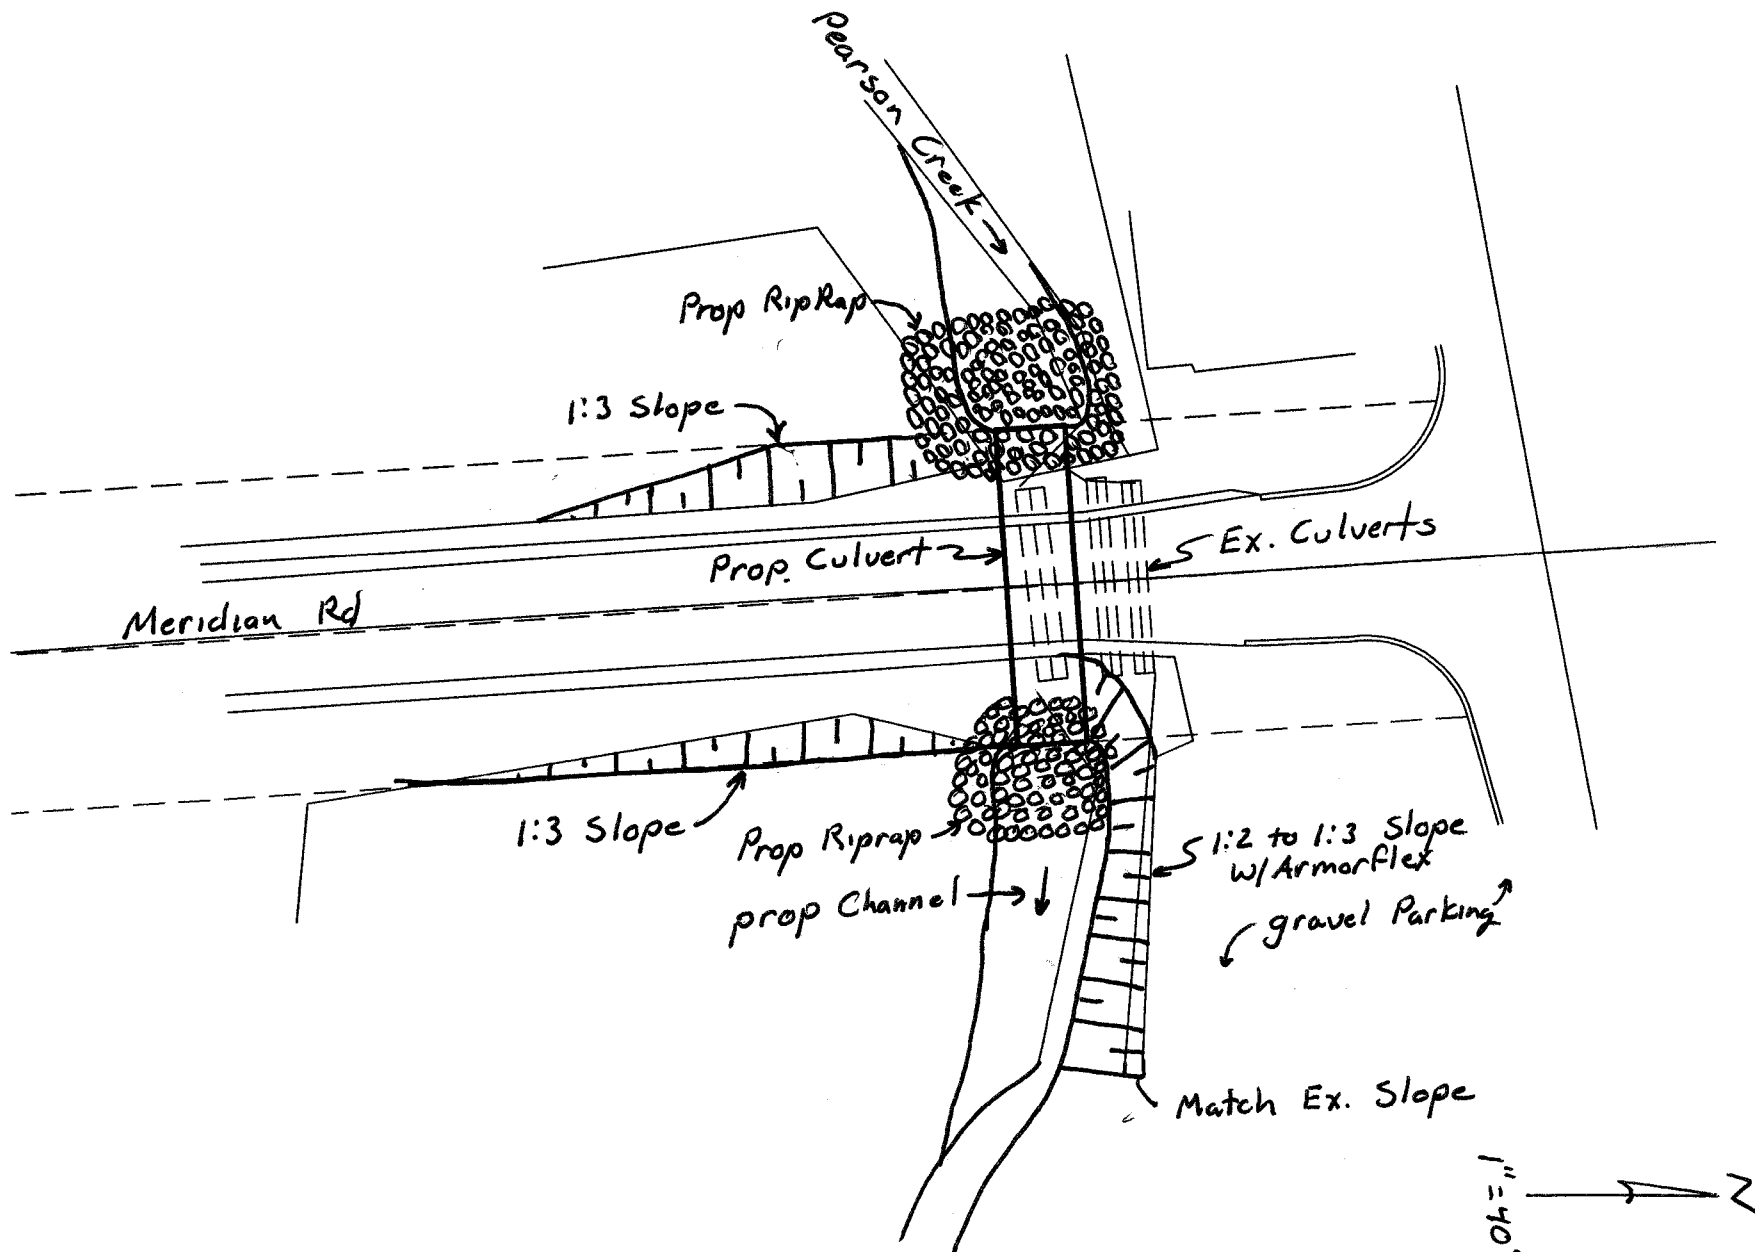 Pearson Creek
Prop RipRap
1:3 Slope
Prop. Culvert
Ex. Culverts
Meridian Rd
1:3 Slope
Prop Riprap
1:2 to 1:3 Slope
w/Armorflex
prop Channel
gravel Parking
Match Ex. Slope
1"=40'
N